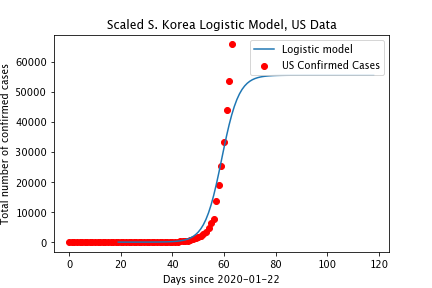 Scaled S. Korea Logistic Model, US Data
Total number of confirmed cases
60000
50000
40000
30000
20000
10000
0
Logistic model
US Confirmed Cases
0 20 40 60 80 100 120
Days since 2020-01-22